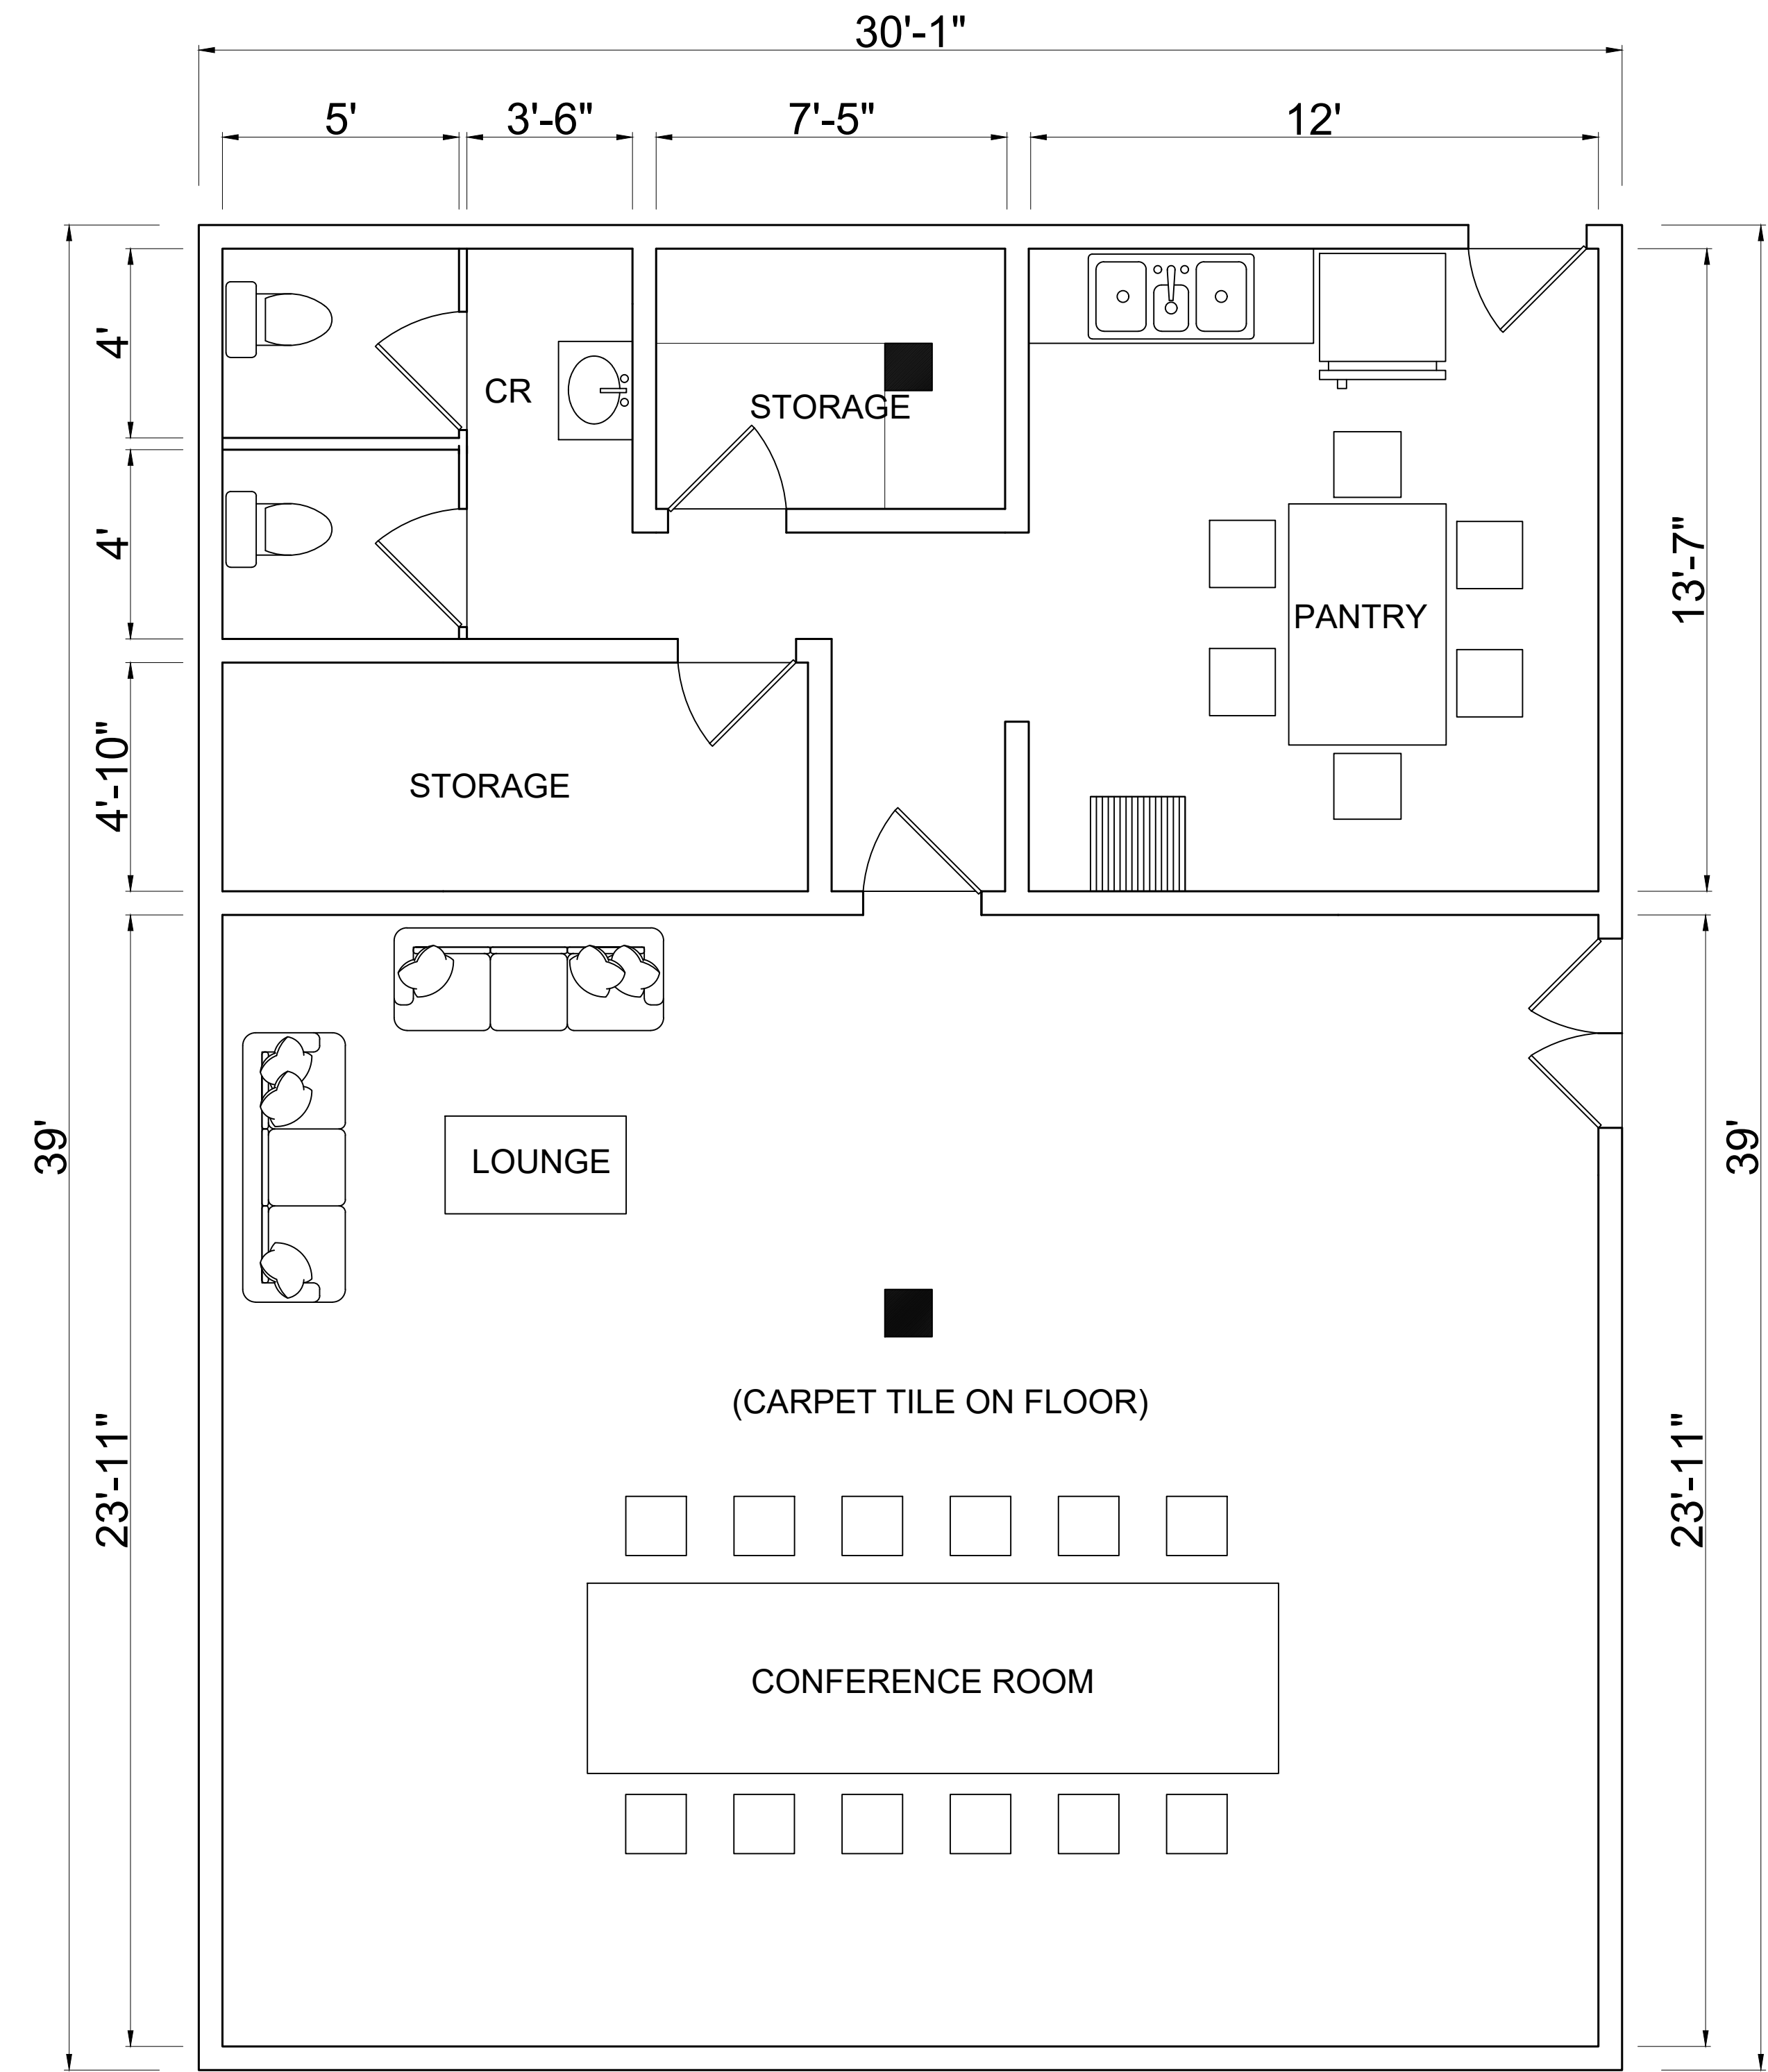 30'-1"
5'
3'-6"
7'-5"
12'
4'
CR
STORAGE
4'
13'-7"
PANTRY
4'-10"
STORAGE
39'
LOUNGE
39'
(CARPET TILE ON FLOOR)
23'-11"
23'-11"
CONFERENCE ROOM